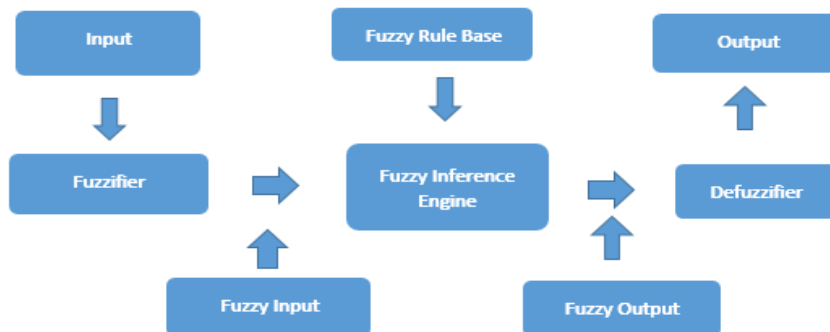 Input
Fuzzy Rule Base
Output
Fuzzifier
Fuzzy Inference
Engine
Defuzzifier
Fuzzy Input
Fuzzy Output